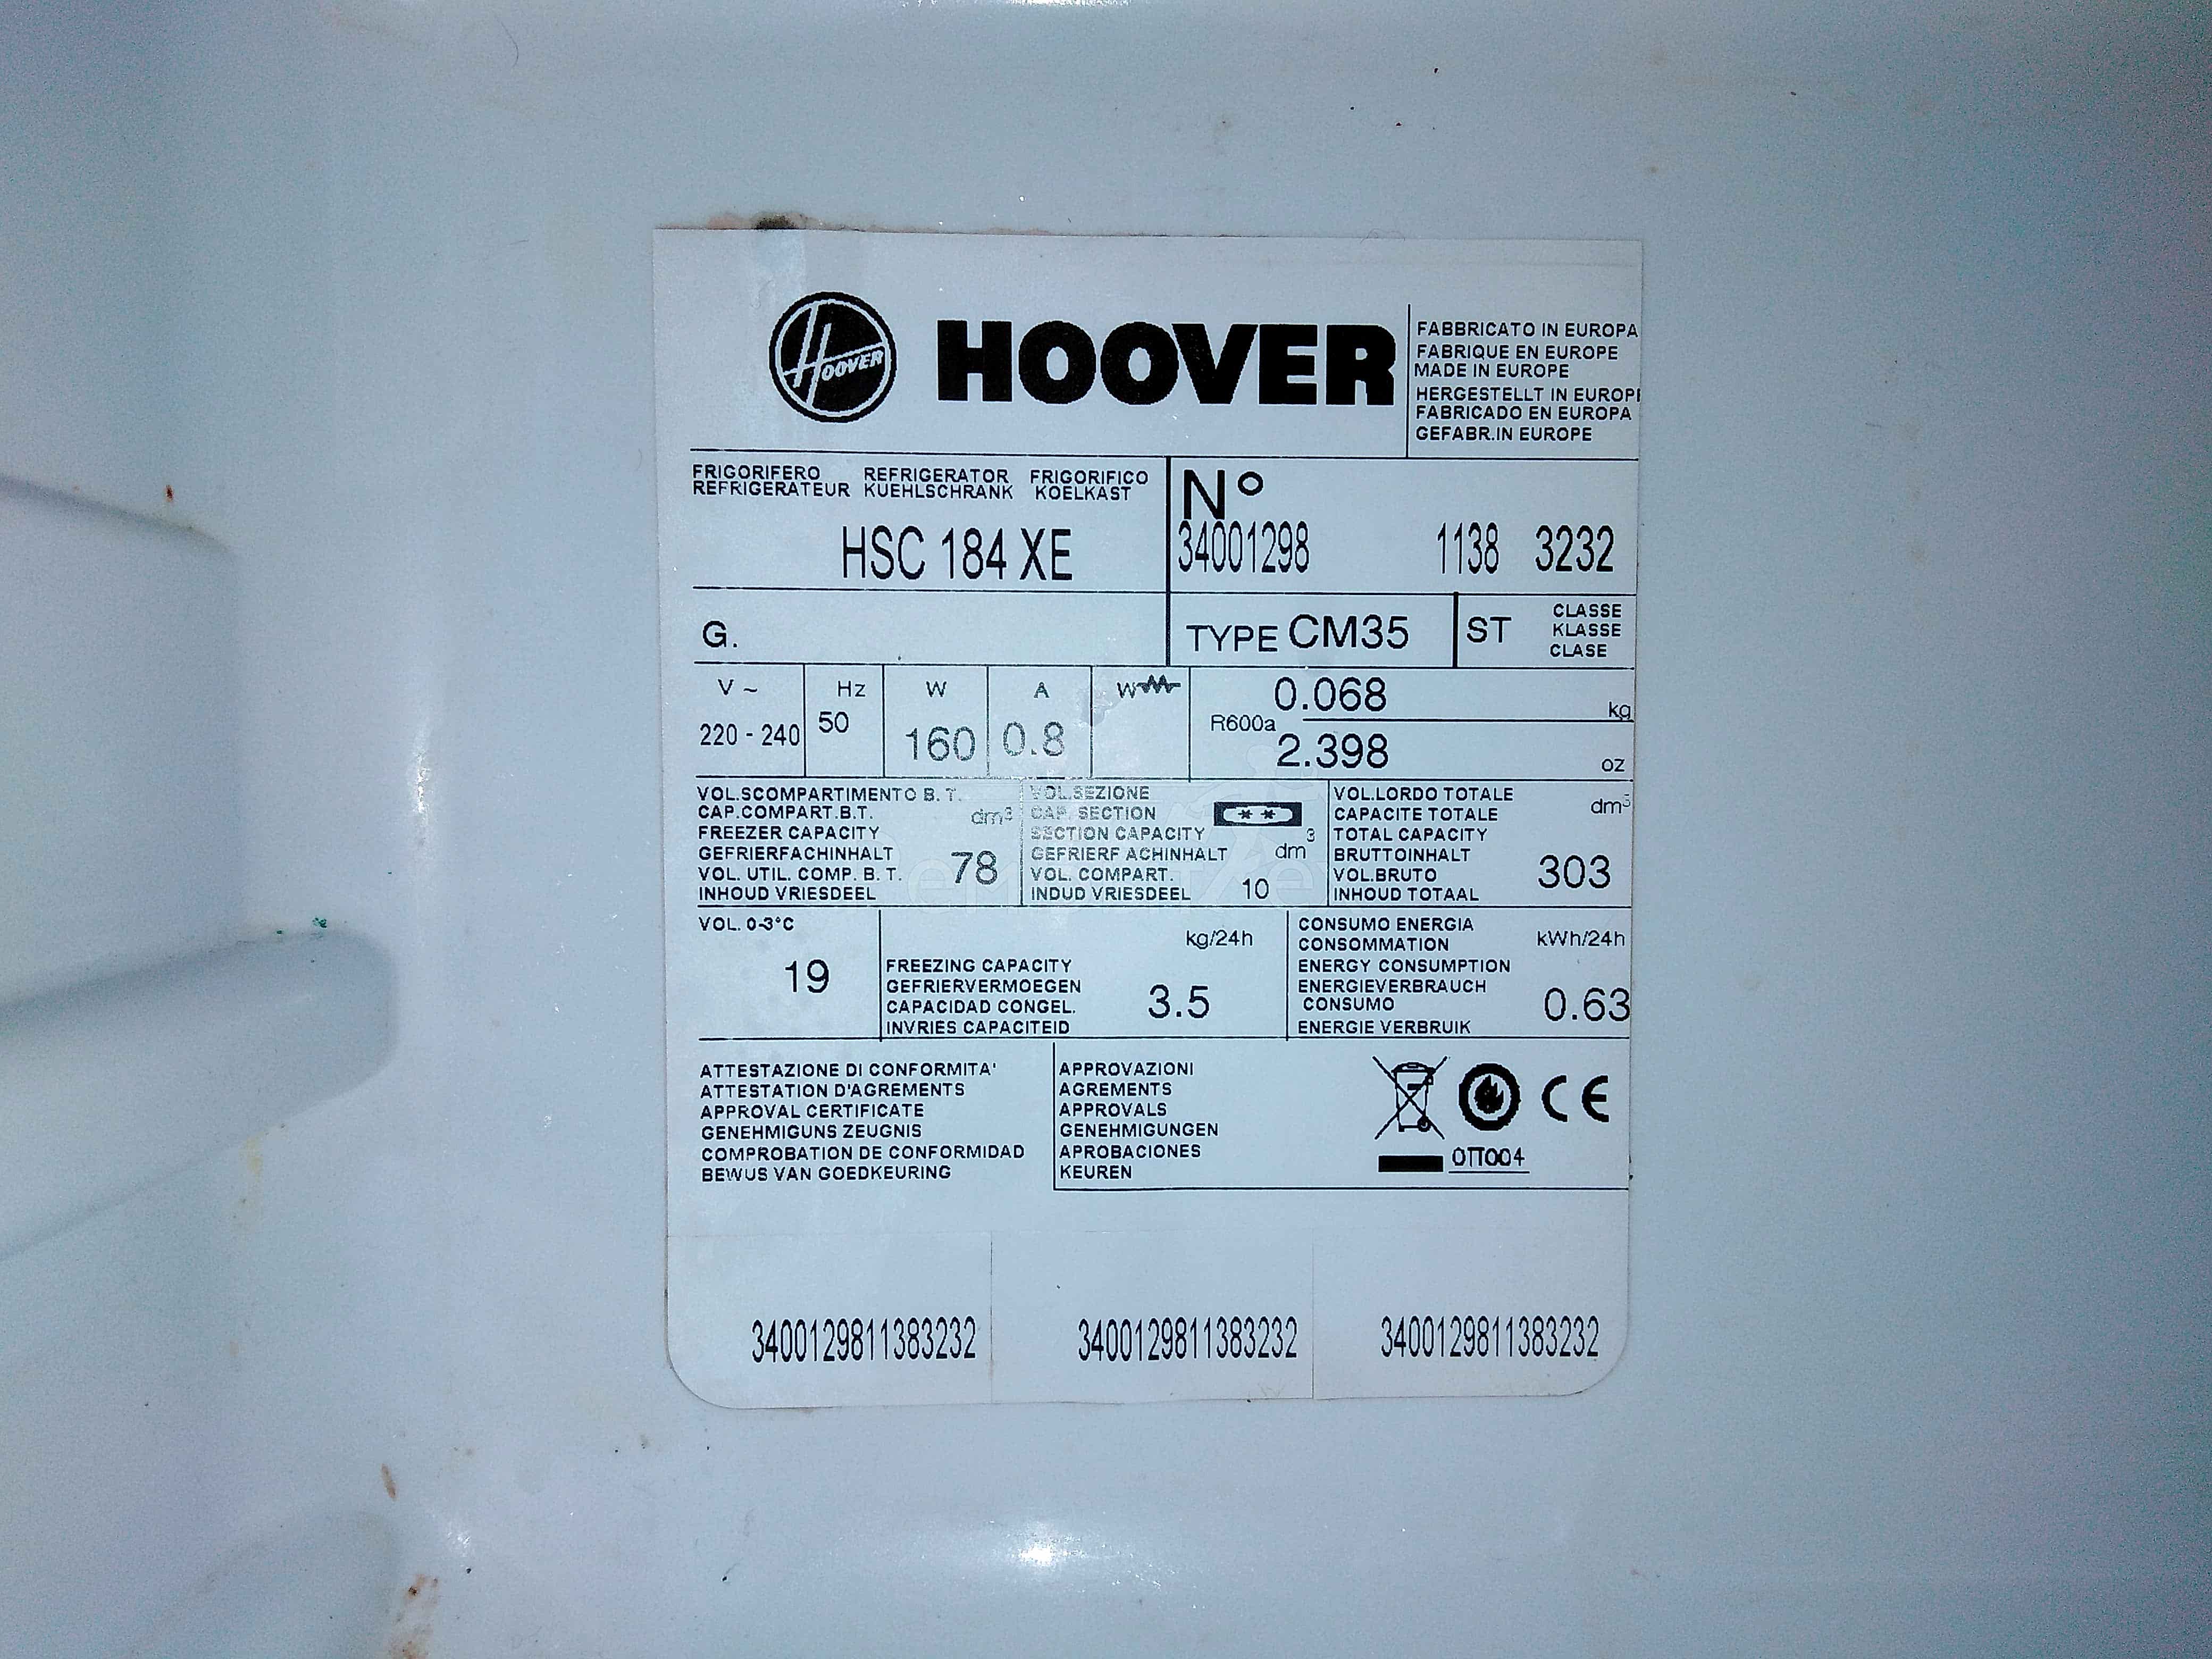 HOOVER
HOOVER
FABBRICATO IN EUROPA
FABRIQUE EN EUROPE
MADE IN EUROPE
HERGESTELLT IN EUROP
FABRICADO EN EUROPA
GEFABR.IN EUROPE
FRIGORIFERO REFRIGERATOR FRIGORIFICO
REFRIGERATEUR KUEHLSCHRANK KOELKAST
HSC 184 XE
N°
34001298 1138 3232
G.
TYPE CM35
ST
CLASSE
KLASSE
CLASE
V ~
220 - 240
Hz
50
W
160
A
0.8
W
R600a
0.068 kg
2.398 oz
VOL.SCOMPARTIMENTO B. T.
CAP.COMPART.B.T. dm³
FREEZER CAPACITY
GEFRIERFACHINHALT
VOL. UTIL. COMP. B. T.
INHOUD VRIESDEEL
78
VOL.SEZIONE
CAP. SECTION
SECTION CAPACITY
GEFRIERF ACHINHALT dm³
VOL. COMPART.
INDUD VRIESDEEL 10
VOL.LORDO TOTALE dm³
CAPACITE TOTALE
TOTAL CAPACITY
BRUTTOINHALT
VOL.BRUTO
INHOUD TOTAAL
303
VOL. 0-3°C
19
kg/24h
FREEZING CAPACITY
GEFRIERVERMOEGEN
CAPACIDAD CONGEL.
INVRIES CAPACITEID
3.5
CONSUMO ENERGIA
CONSOMMATION kWh/24h
ENERGY CONSUMPTION
ENERGIEVERBRAUCH
CONSUMO
ENERGIE VERBRUIK
0.63
ATTESTAZIONE DI CONFORMITA'
ATTESTATION D'AGREMENTS
APPROVAL CERTIFICATE
GENEHMIGUNS ZEUGNIS
COMPROBATION DE CONFORMIDAD
BEWUS VAN GOEDKEURING
APPROVAZIONI
AGREMENTS
APPROVALS
GENEHMIGUNGEN
APROBACIONES
KEUREN
CE
OTT004
3400129811383232 3400129811383232 3400129811383232